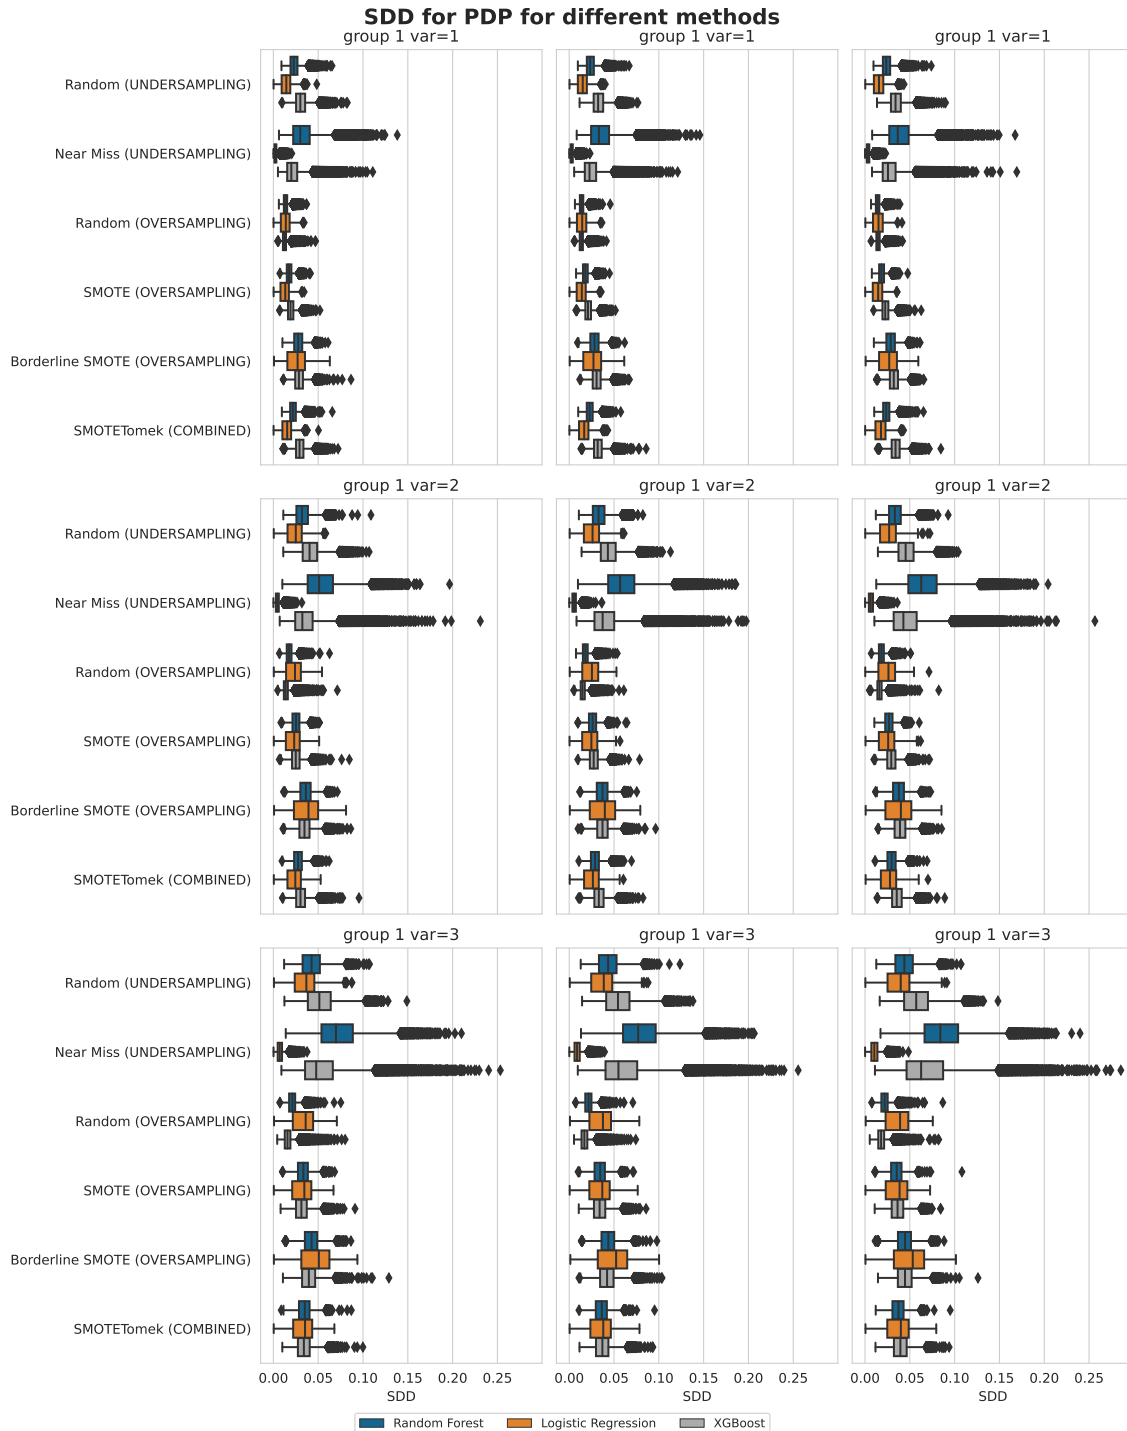 SDD for PDP for different methods
group 1 var=1
group 1 var=1
group 1 var=1
Random (UNDERSAMPLING)
Near Miss (UNDERSAMPLING)
Random (OVERSAMPLING)
SMOTE (OVERSAMPLING)
Borderline SMOTE (OVERSAMPLING)
SMOTETomek (COMBINED)
group 1 var=2
group 1 var=2
group 1 var=2
Random (UNDERSAMPLING)
Near Miss (UNDERSAMPLING)
Random (OVERSAMPLING)
SMOTE (OVERSAMPLING)
Borderline SMOTE (OVERSAMPLING)
SMOTETomek (COMBINED)
group 1 var=3
group 1 var=3
group 1 var=3
Random (UNDERSAMPLING)
Near Miss (UNDERSAMPLING)
Random (OVERSAMPLING)
SMOTE (OVERSAMPLING)
Borderline SMOTE (OVERSAMPLING)
SMOTETomek (COMBINED)
0.00 0.05 0.10 0.15 0.20 0.25
0.00 0.05 0.10 0.15 0.20 0.25
0.00 0.05 0.10 0.15 0.20 0.25
SDD
SDD
SDD
Random Forest Logistic Regression XGBoost